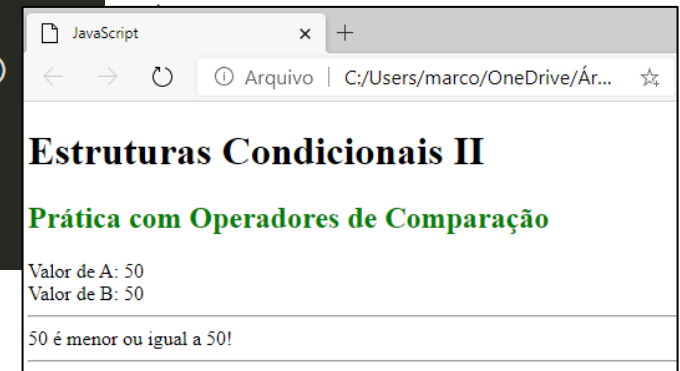 )
JavaScript
Arquivo | C:/Users/marco/OneDrive/Ár...
Estruturas Condicionais II
Prática com Operadores de Comparação
Valor de A: 50
Valor de B: 50
50 é menor ou igual a 50!